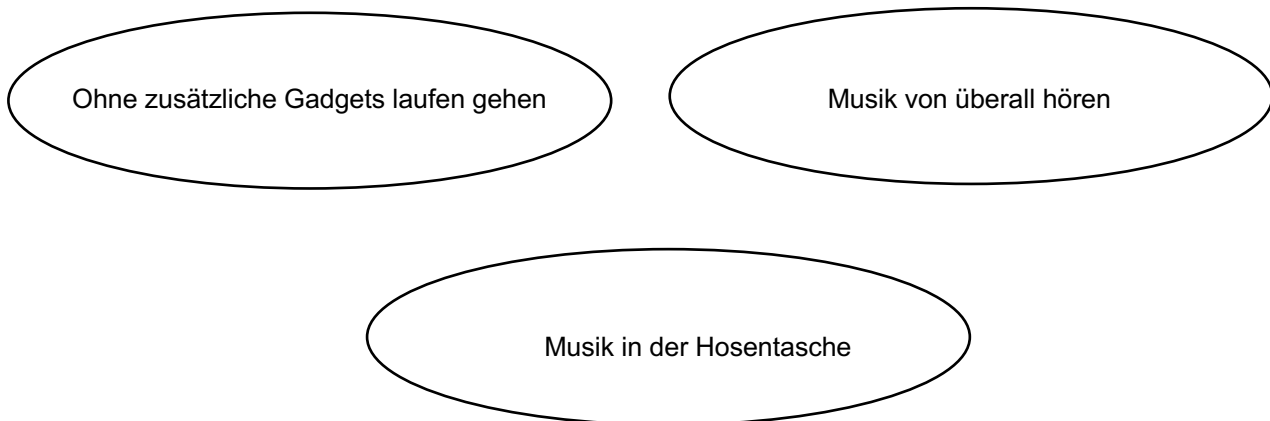 Ohne zusätzliche Gadgets laufen gehen
Musik von überall hören
Musik in der Hosentasche